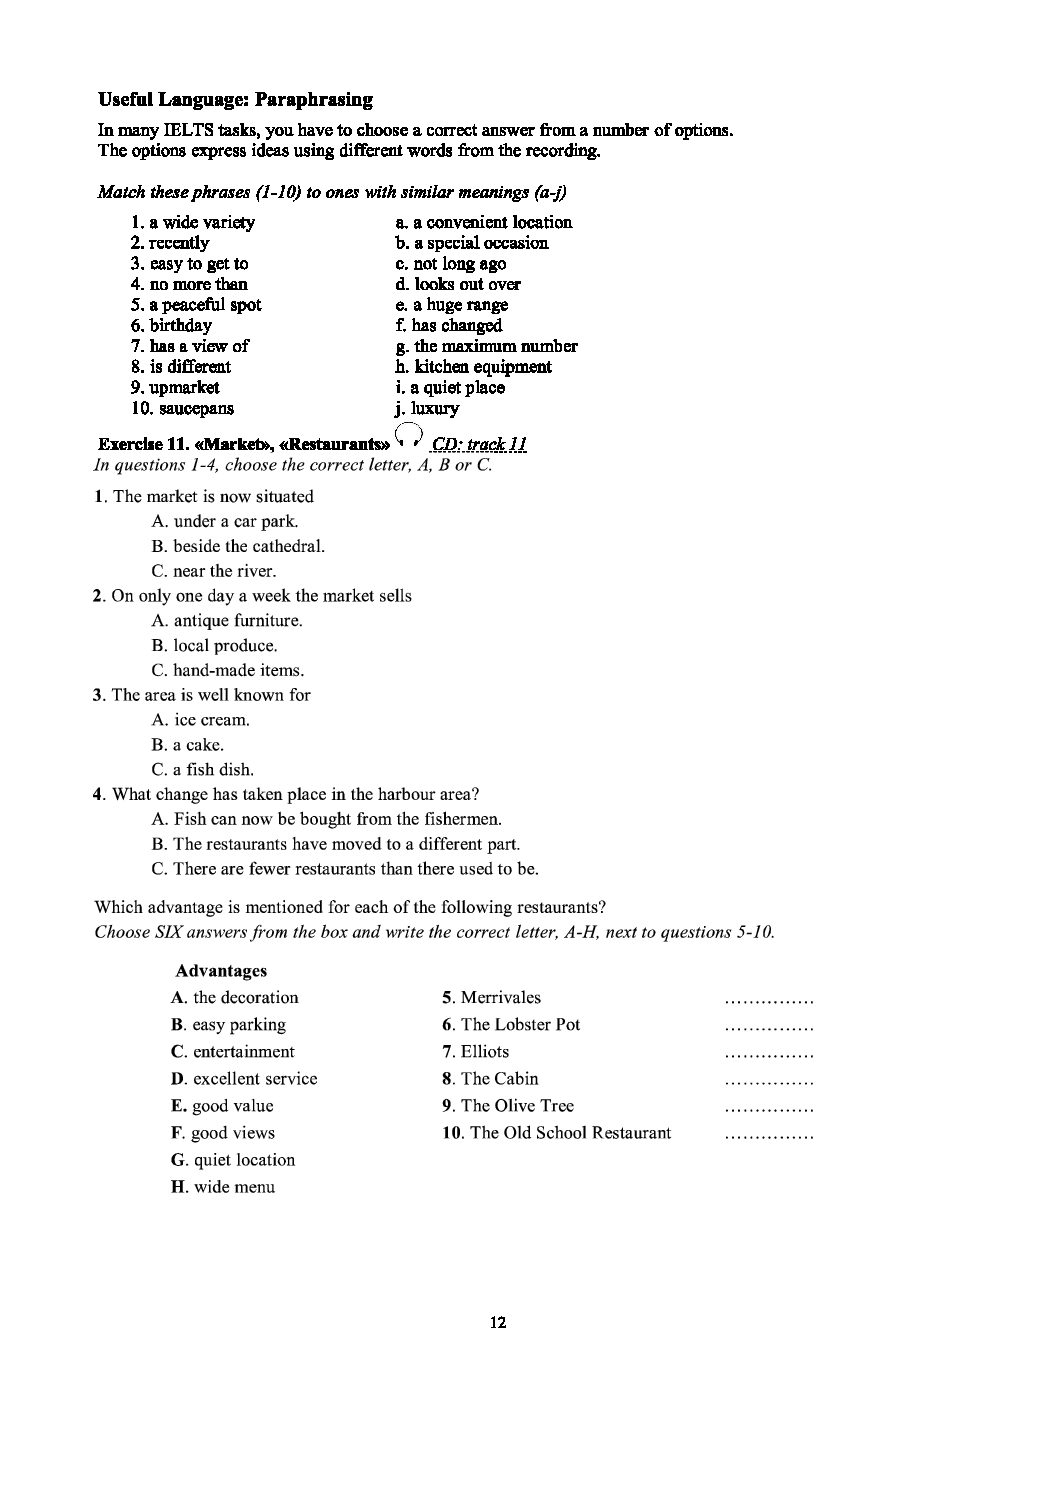 Useful Language: Paraphrasing
In many IELTS tasks, you have to choose a correct answer from a number of options.
The options express ideas using different words from the recording.
Match these phrases (1-10) to ones with similar meanings (a-j)
1. a wide variety a. a convenient location
2. recently b. a special occasion
3. easy to get to c. not long ago
4. no more than d. looks out over
5. a peaceful spot e. a huge range
6. birthday f. has changed
7. has a view of g. the maximum number
8. is different h. kitchen equipment
9. upmarket i. a quiet place
10. saucepans j. luxury
Exercise 11. «Market», «Restaurants» CD: track 11
In questions 1-4, choose the correct letter, A, B or C.
1. The market is now situated
A. under a car park.
B. beside the cathedral.
C. near the river.
2. On only one day a week the market sells
A. antique furniture.
B. local produce.
C. hand-made items.
3. The area is well known for
A. ice cream.
B. a cake.
C. a fish dish.
4. What change has taken place in the harbour area?
A. Fish can now be bought from the fishermen.
B. The restaurants have moved to a different part.
C. There are fewer restaurants than there used to be.
Which advantage is mentioned for each of the following restaurants?
Choose SIX answers from the box and write the correct letter, A-H, next to questions 5-10.
Advantages
A. the decoration 5. Merrivales ...............
B. easy parking 6. The Lobster Pot ...............
C. entertainment 7. Elliots ...............
D. excellent service 8. The Cabin ...............
E. good value 9. The Olive Tree ...............
F. good views 10. The Old School Restaurant ...............
G. quiet location
H. wide menu
12